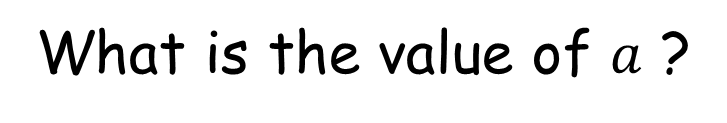 What is the value of a ?